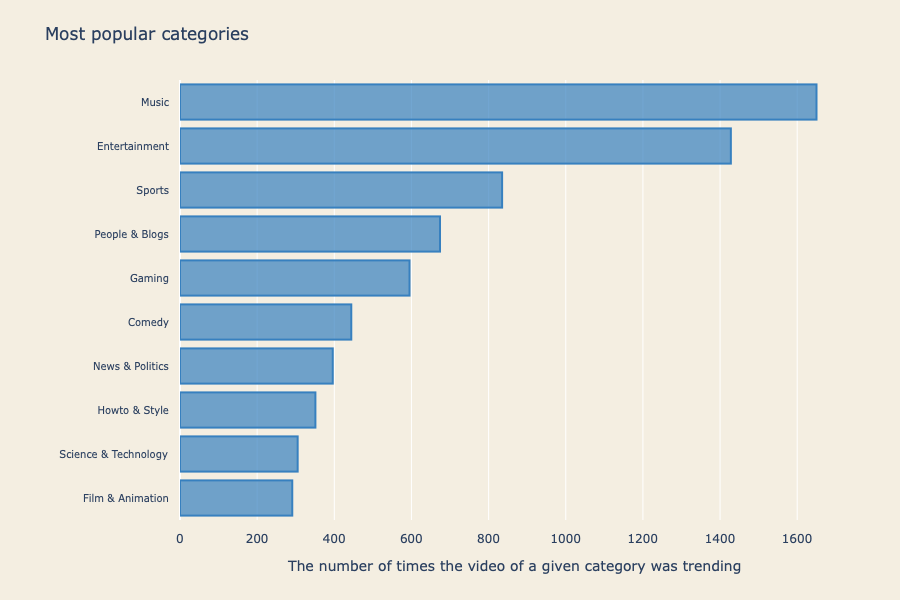 Most popular categories
Music
Entertainment
Sports
People & Blogs
Gaming
Comedy
News & Politics
Howto & Style
Science & Technology
Film & Animation
0 200 400 600 800 1000 1200 1400 1600
The number of times the video of a given category was trending